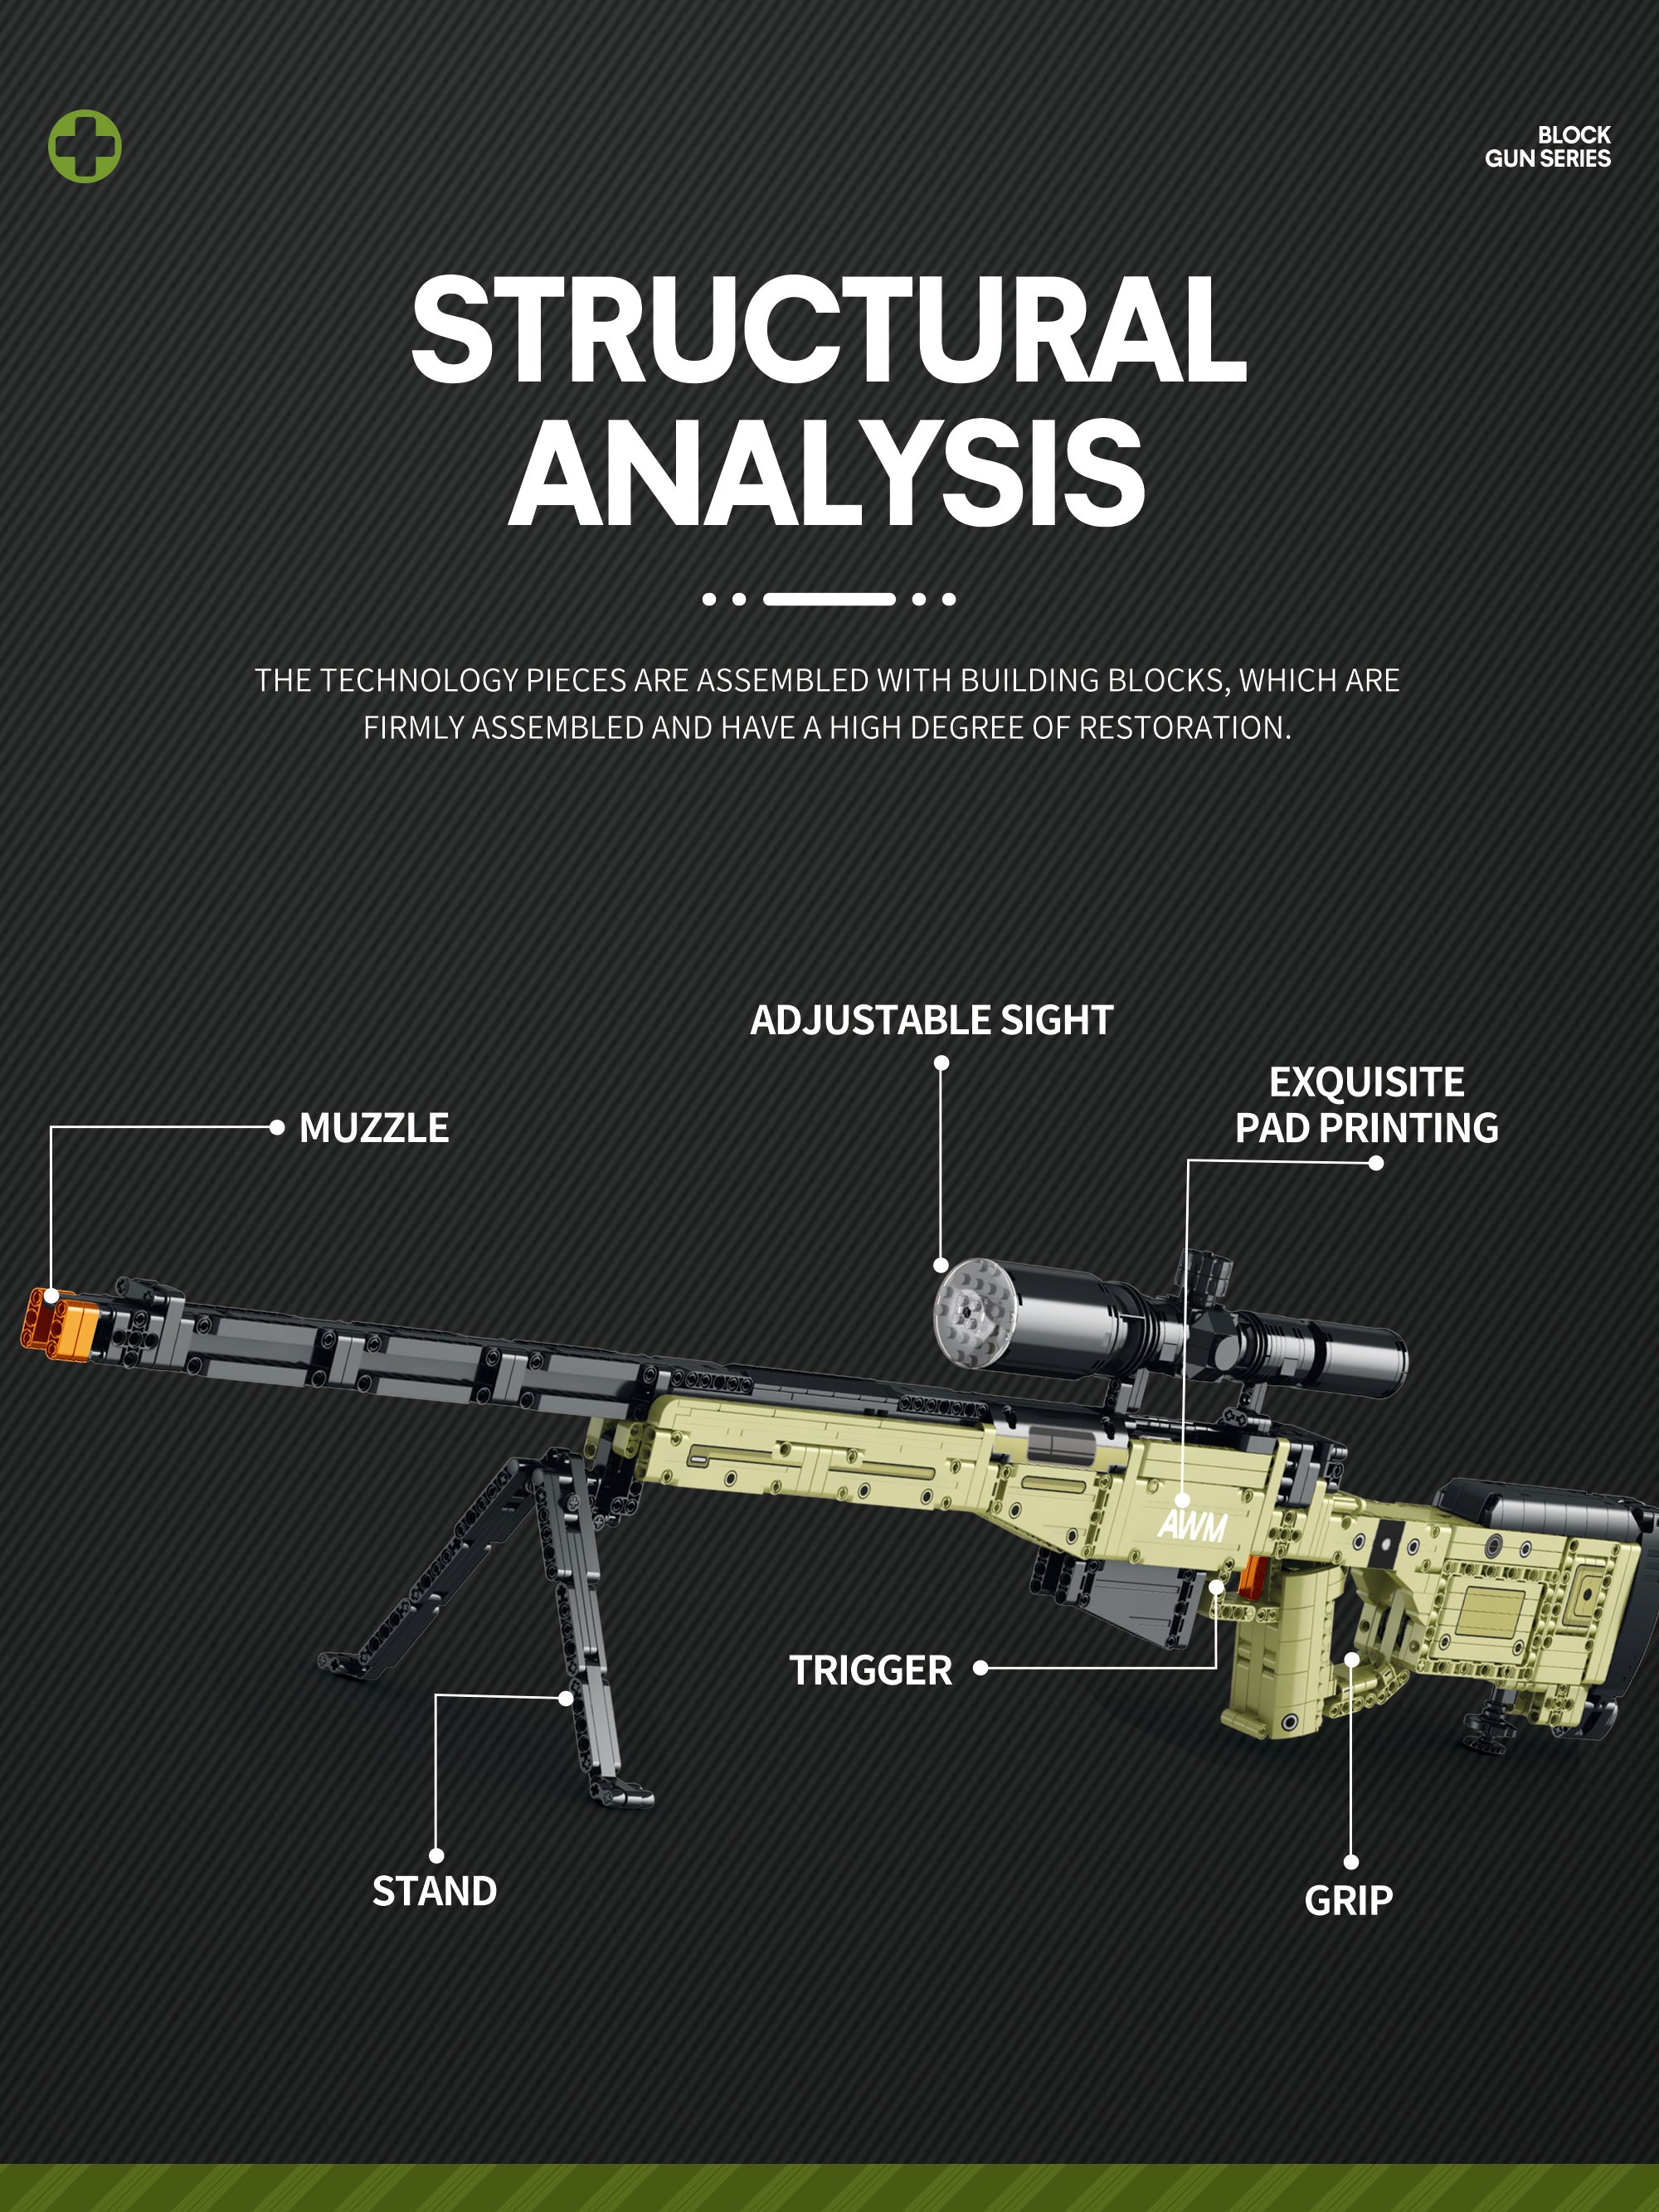 BLOCK
GUN SERIES
STRUCTURAL
ANALYSIS
THE TECHNOLOGY PIECES ARE ASSEMBLED WITH BUILDING BLOCKS, WHICH ARE
FIRMLY ASSEMBLED AND HAVE A HIGH DEGREE OF RESTORATION.
ADJUSTABLE SIGHT
EXQUISITE
PAD PRINTING
MUZZLE
AWM
TRIGGER
STAND
GRIP